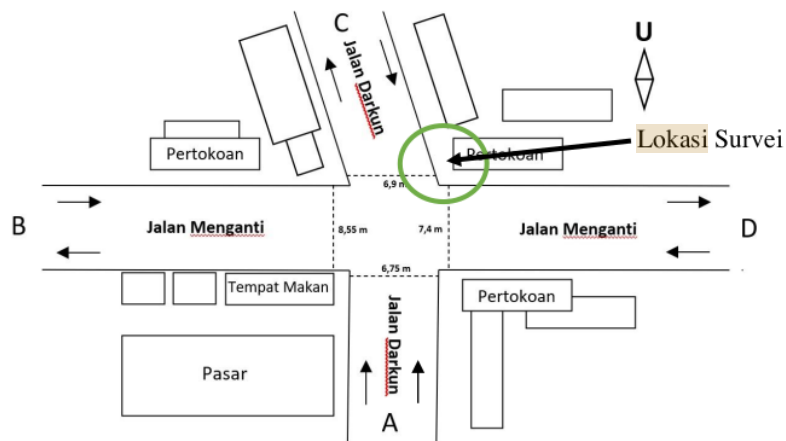 C
Jalan Darkun
U
Lokasi Survei
Pertokoan
Pertokoan
6,9 m
B
Jalan Menganti
8,55 m
7,4 m
Jalan Menganti
D
6,75 m
Tempat Makan
Pertokoan
Jalan Darkun
Pasar
A